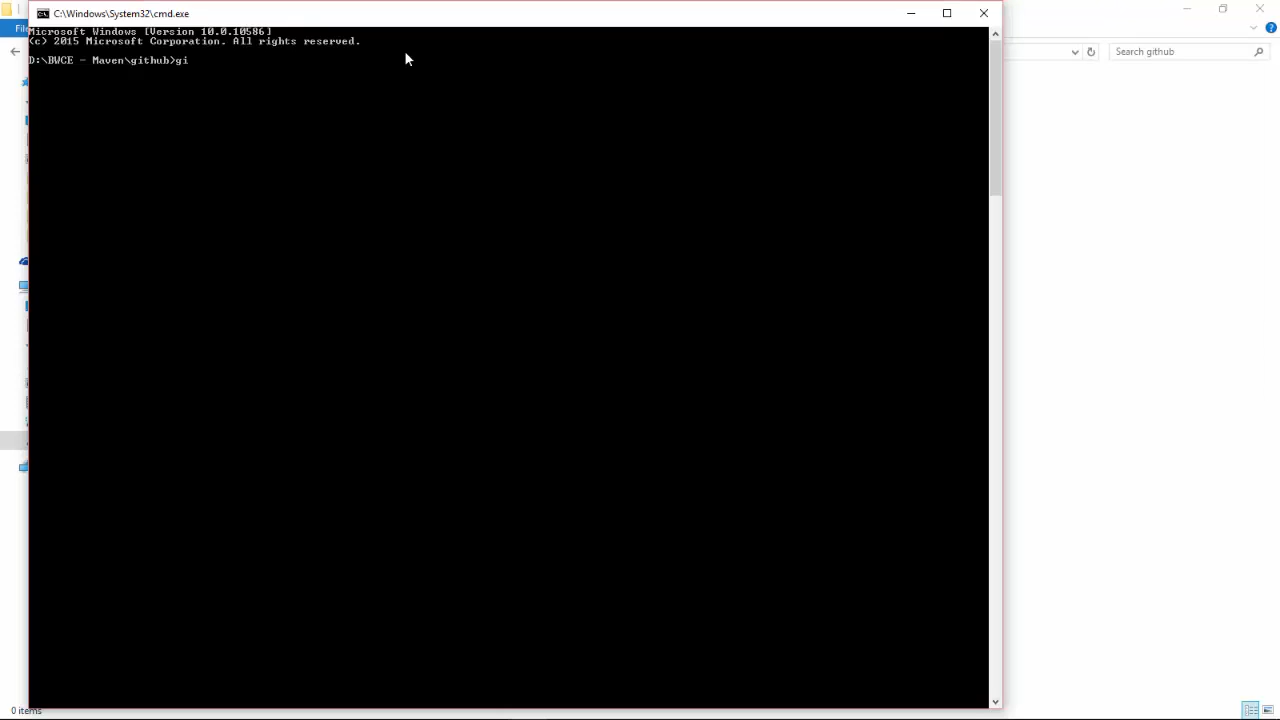 C:\Windows\System32\cmd.exe
Microsoft Windows [Version 10.0.10586]
(c) 2015 Microsoft Corporation. All rights reserved.
D:\BWCE - Maven\github>gi
Fil
Search github
0 items